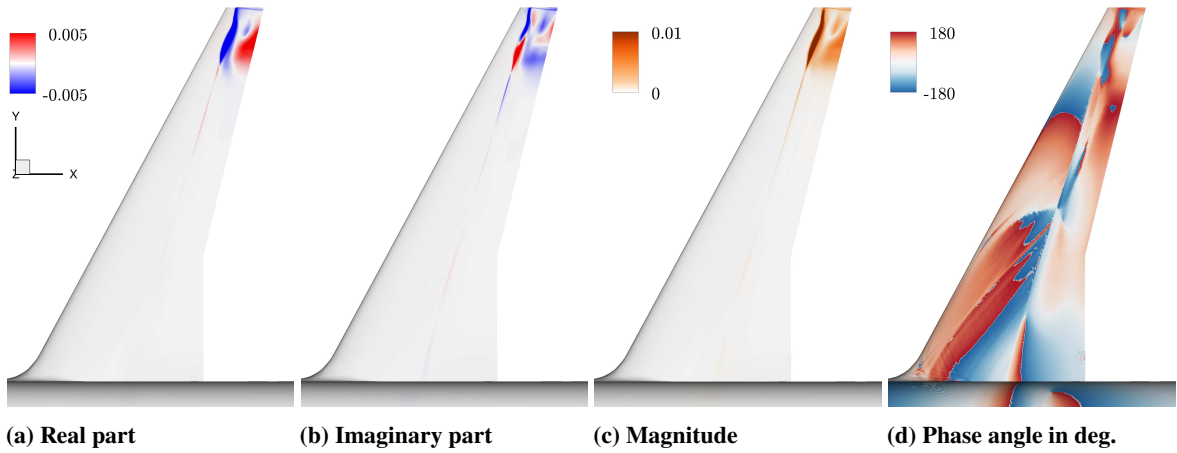 0.005
-0.005
Y
Z
X
0.01
0
180
-180
(a) Real part
(b) Imaginary part
(c) Magnitude
(d) Phase angle in deg.